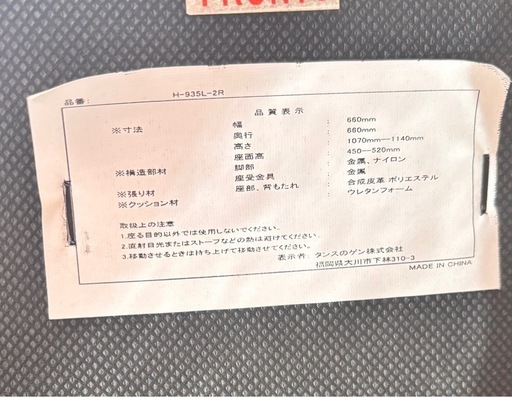 FRONT
品番: H-935L-2R
品質表示
※寸法 幅 : 660mm
奥行 : 660mm
高さ : 1070mm—1140mm
座面高 : 450—520mm
※構造部材 脚部 : 金属、ナイロン
座受金具 : 金属
※張り材 座部、背もたれ : 合成皮革 ポリエステル
※クッション材 ウレタンフォーム
取扱上の注意
1.座る目的以外では使用しないでください.
2.直射日光またはストーブなどの熱は避けてください.
3.移動させるときは持ち上げて移動させてください.
表示者: タンスのゲン株式会社
福岡県大川市下林310-3
MADE IN CHINA